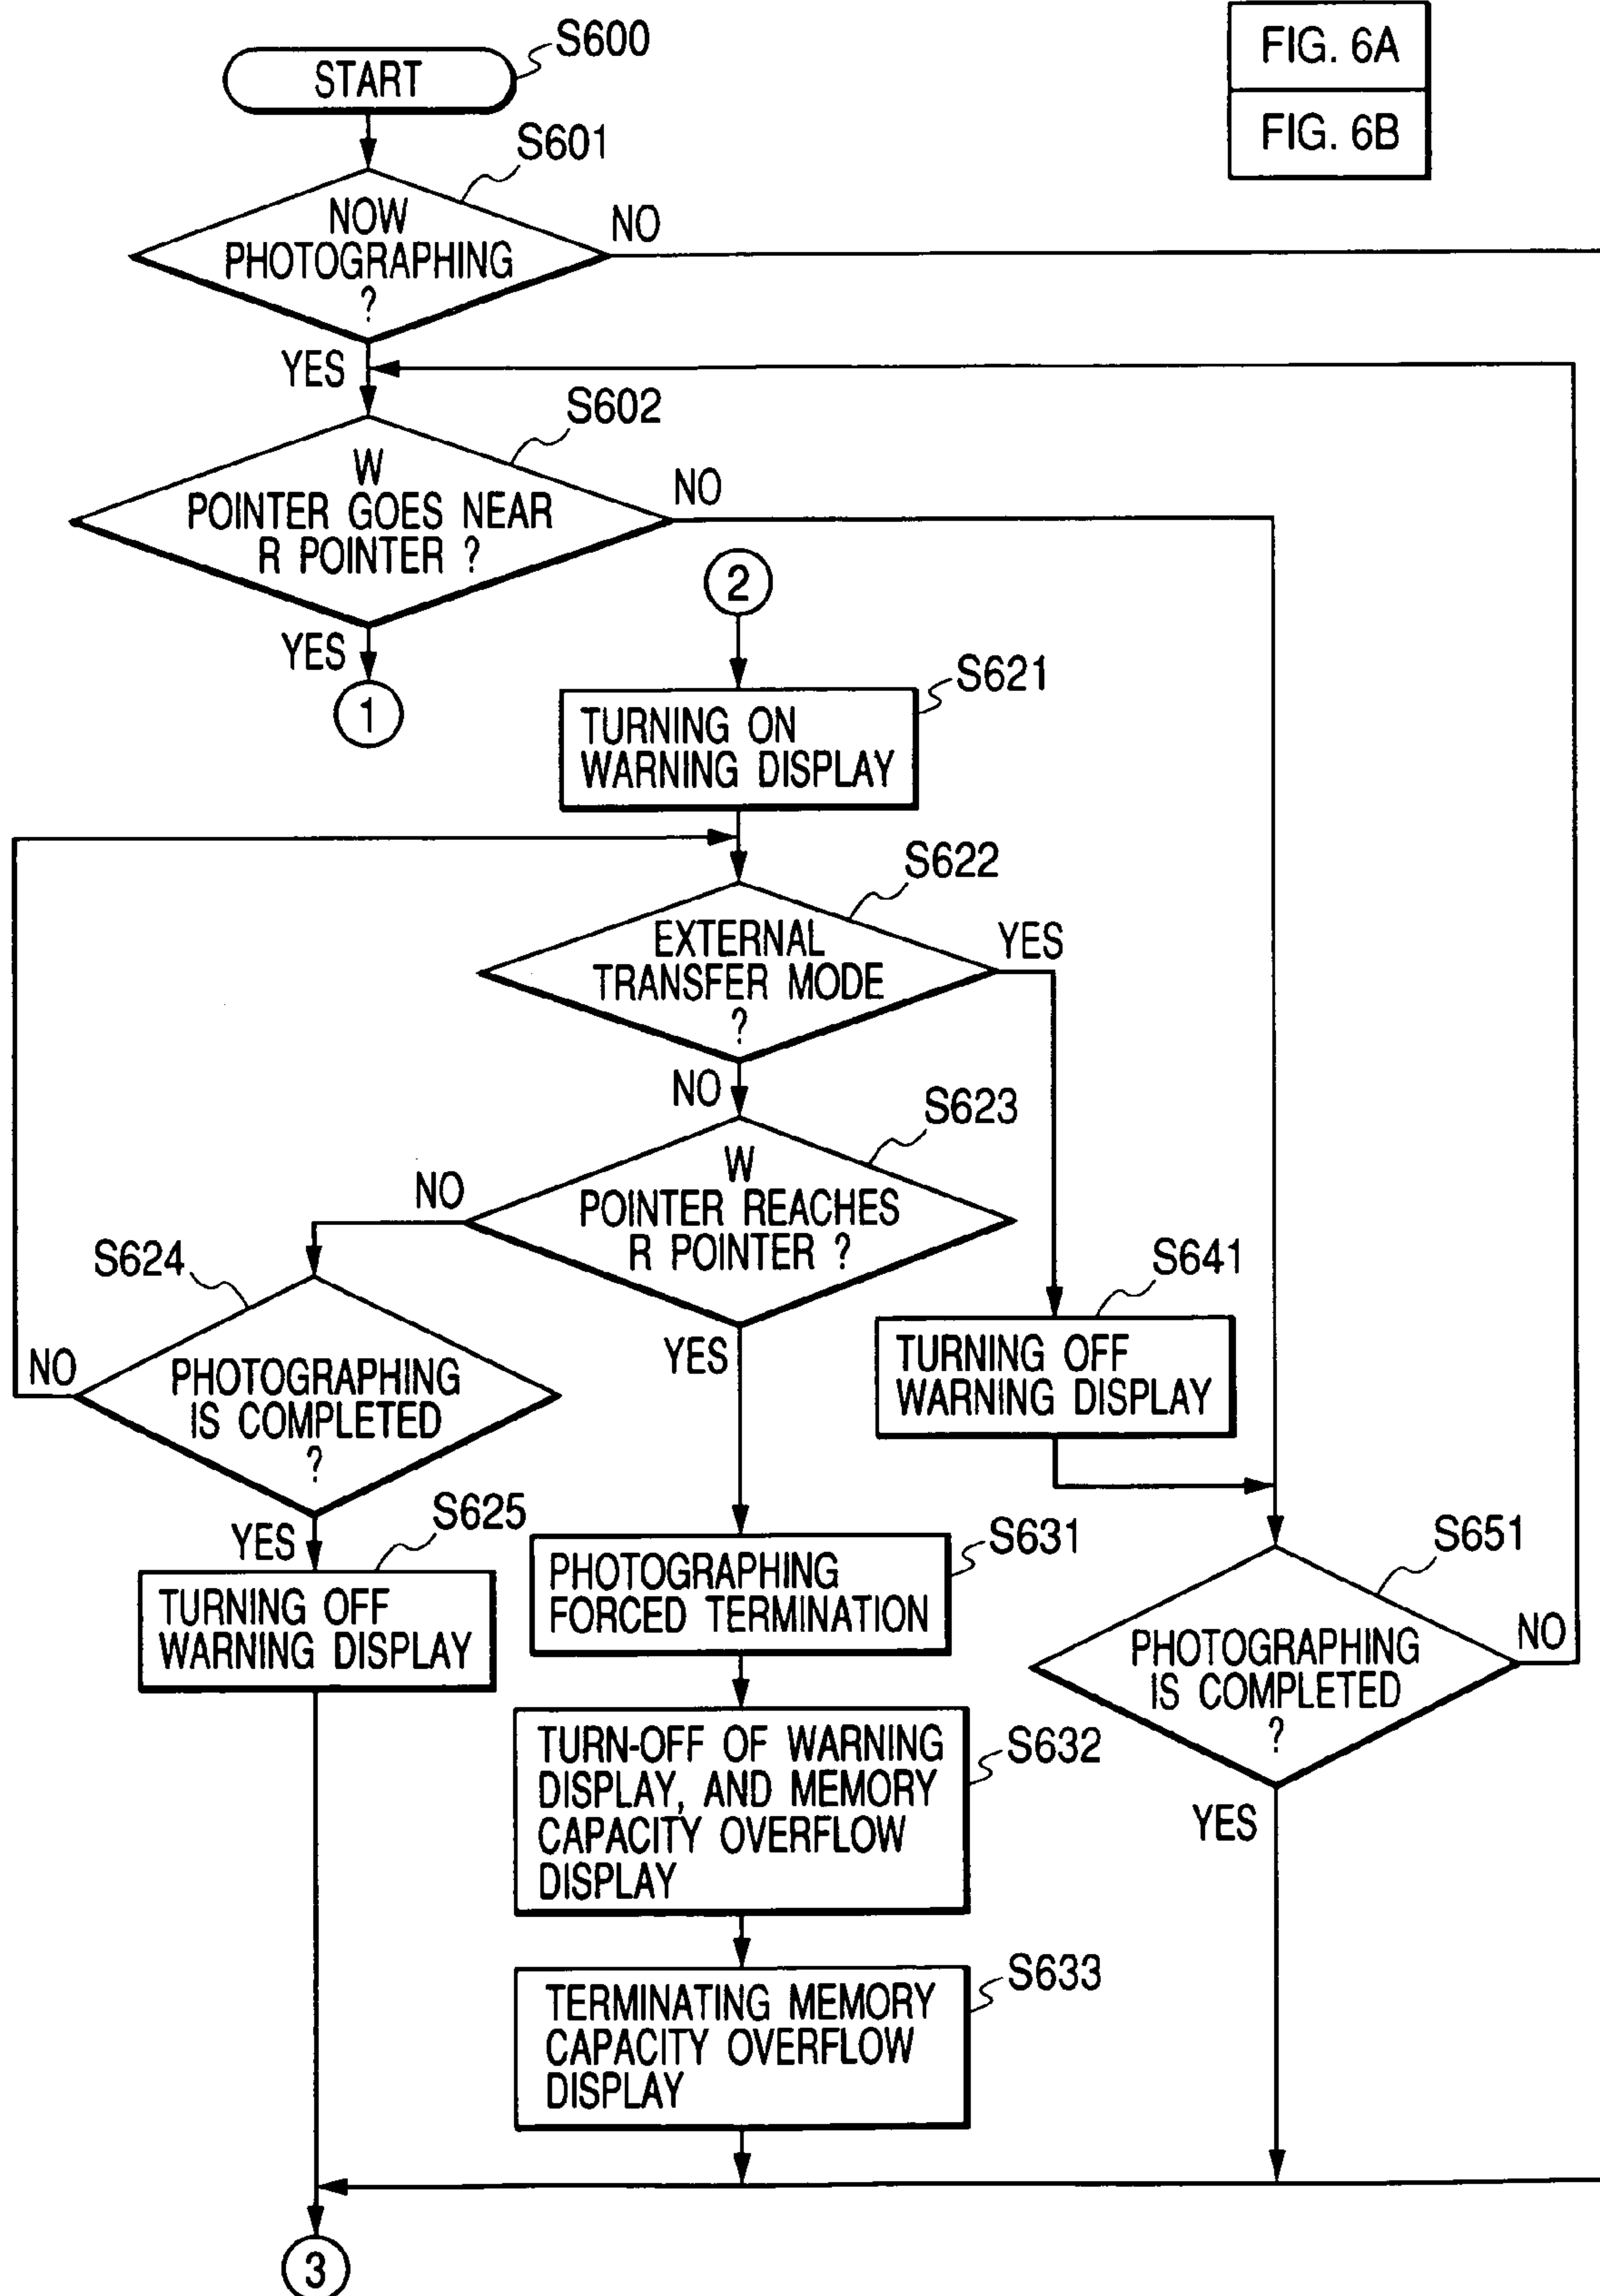 FIG. 6A
FIG. 6B
START
S600
S601
NOW
PHOTOGRAPHING
?
NO
YES
S602
W
POINTER GOES NEAR
R POINTER ?
NO
YES
1
2
S621
TURNING ON
WARNING DISPLAY
S622
EXTERNAL
TRANSFER MODE
?
YES
NO
S623
W
POINTER REACHES
R POINTER ?
NO
YES
S624
PHOTOGRAPHING
IS COMPLETED
?
NO
YES
S641
TURNING OFF
WARNING DISPLAY
S625
TURNING OFF
WARNING DISPLAY
S631
PHOTOGRAPHING
FORCED TERMINATION
S651
PHOTOGRAPHING
IS COMPLETED
?
NO
YES
S632
TURN-OFF OF WARNING
DISPLAY, AND MEMORY
CAPACITY OVERFLOW
DISPLAY
S633
TERMINATING MEMORY
CAPACITY OVERFLOW
DISPLAY
3